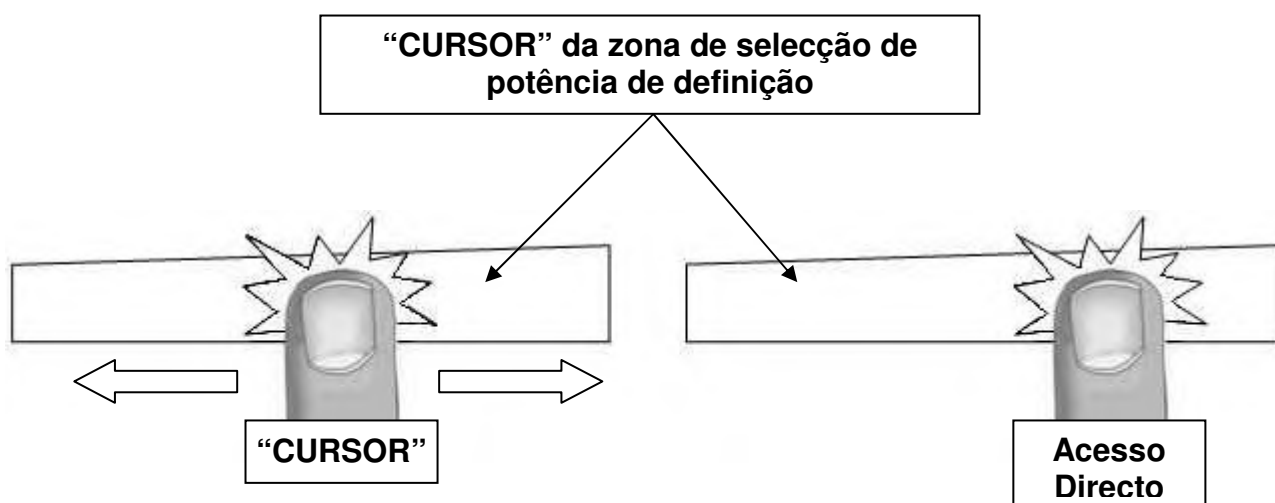 “CURSOR” da zona de selecção de
potência de definição
“CURSOR”
Acesso
Directo